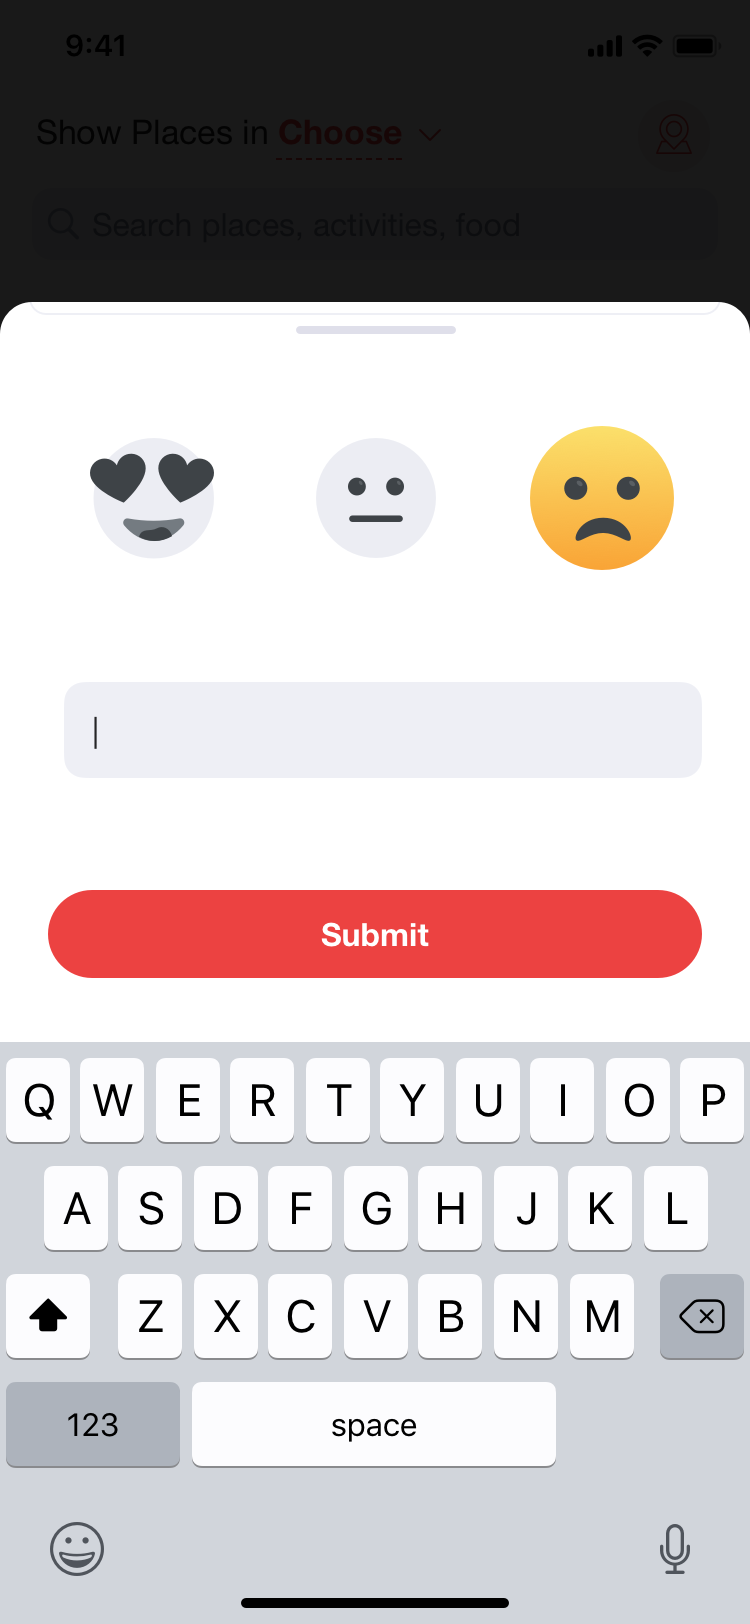 9:41
Show Places in Choose
Search places, activities, food
Submit
Q W E R T Y U I O P
A S D F G H J K L
Z X C V B N M
123 space